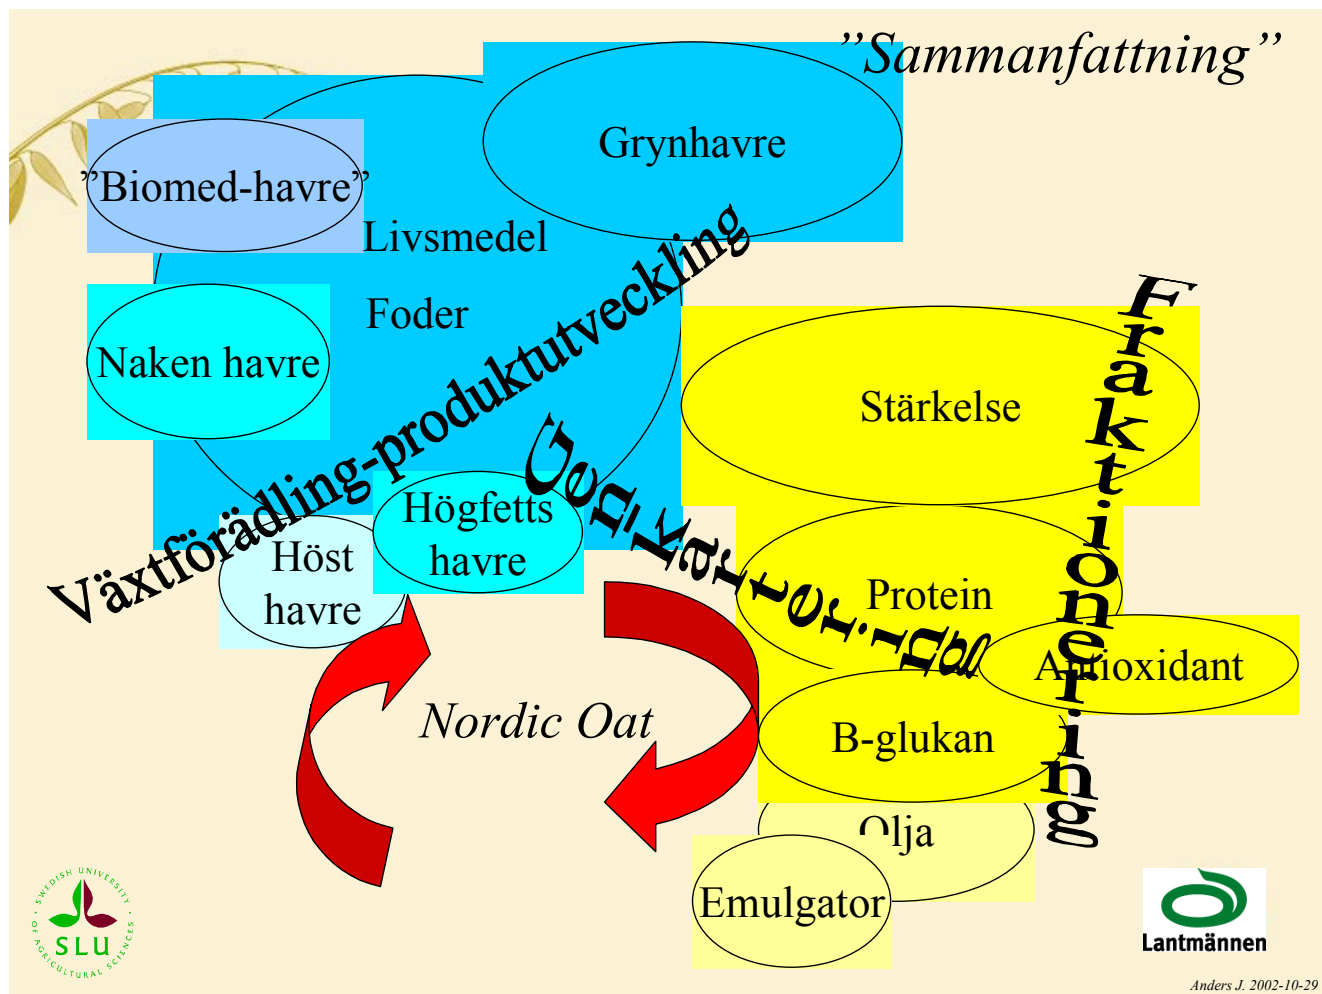 ”Sammanfattning”
Grynhavre
”Biomed-havre”
Livsmedel
Foder
Naken havre
Växtförädling-produktutveckling
Högfetts
havre
Höst
havre
Genkartering
Fraktionering
Stärkelse
Protein
Antioxidant
B-glukan
Olja
Emulgator
Nordic Oat
SWEDISH UNIVERSITY
OF AGRICULTURAL SCIENCES
SLU
Lantmännen
Anders J. 2002-10-29